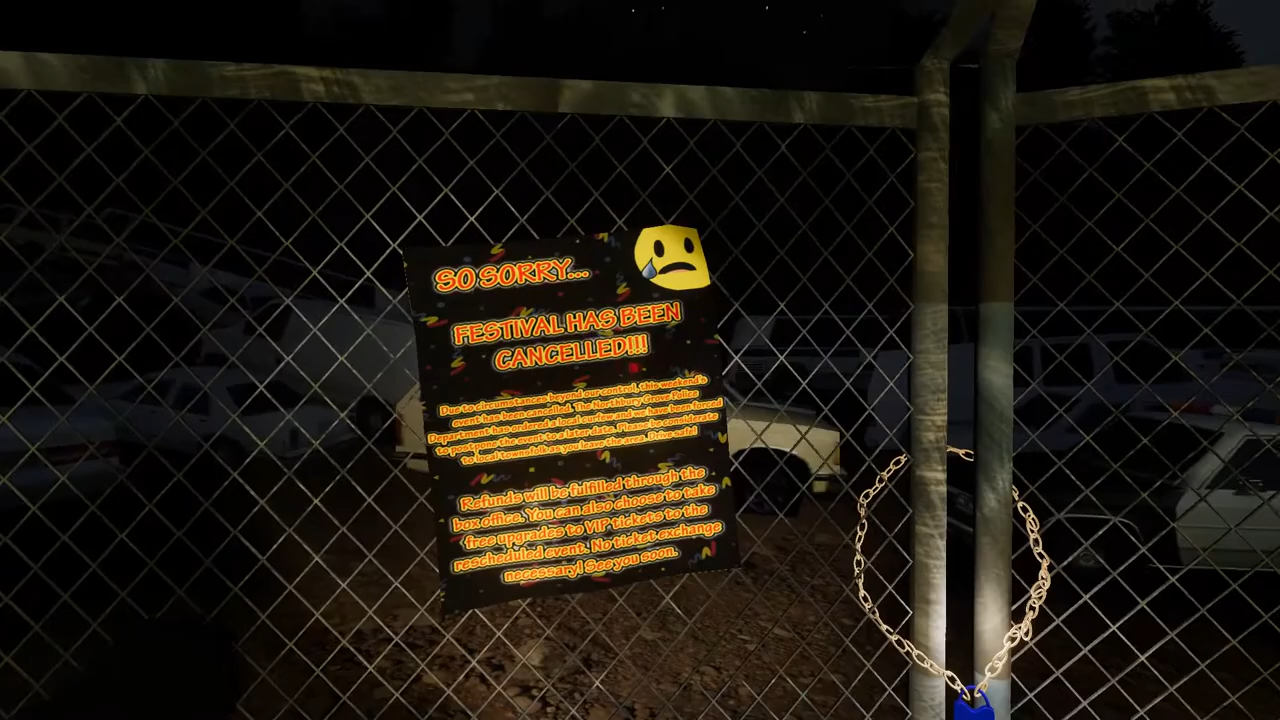 SO SORRY...
FESTIVAL HAS BEEN
CANCELLED!!!
Due to circumstances beyond our control, this weekend's
event has been cancelled. The Northbury Grove Police
Department has ordered a local curfew and we have been forced
to postpone the event to a later date. Please be considerate
to local townsfolk as you leave the area. Drive safe!
Refunds will be fulfilled through the
box office. You can also choose to take
free upgrades to VIP tickets to the
rescheduled event. No ticket exchange
necessary! See you soon.